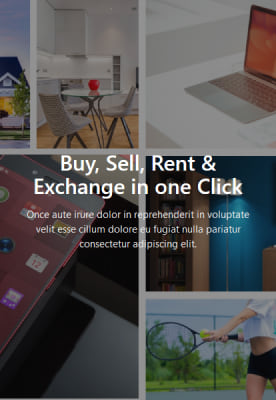 Buy, Sell, Rent &
Exchange in one Click
Once aute irure dolor in reprehenderit in voluptate
velit esse cillum dolore eu fugiat nulla pariatur
consectetur adipiscing elit.
12